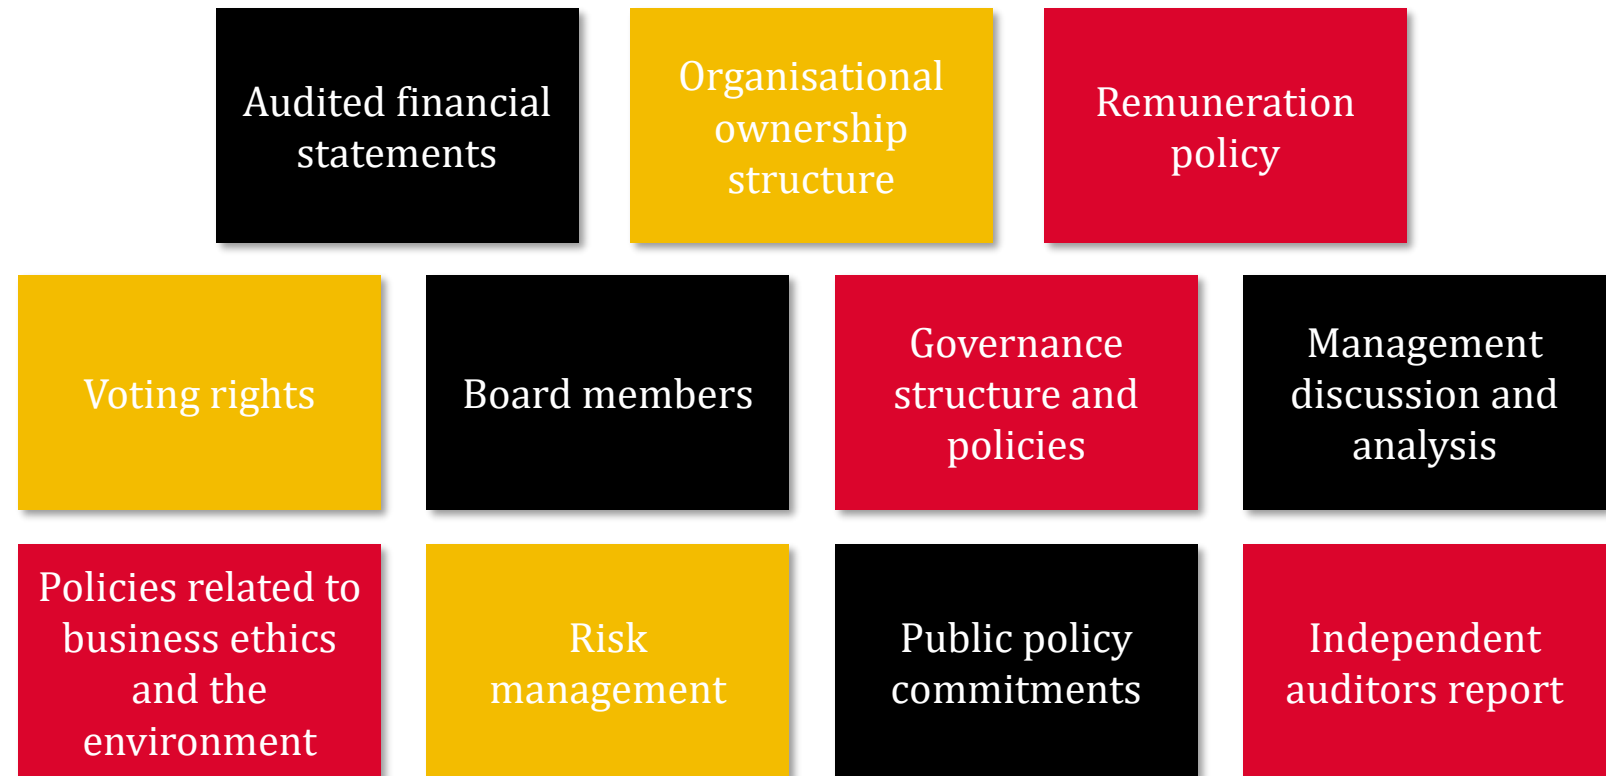 Audited financial
statements
Organisational
ownership
structure
Remuneration
policy
Voting rights
Board members
Governance
structure and
policies
Management
discussion and
analysis
Policies related to
business ethics
and the
environment
Risk
management
Public policy
commitments
Independent
auditors report